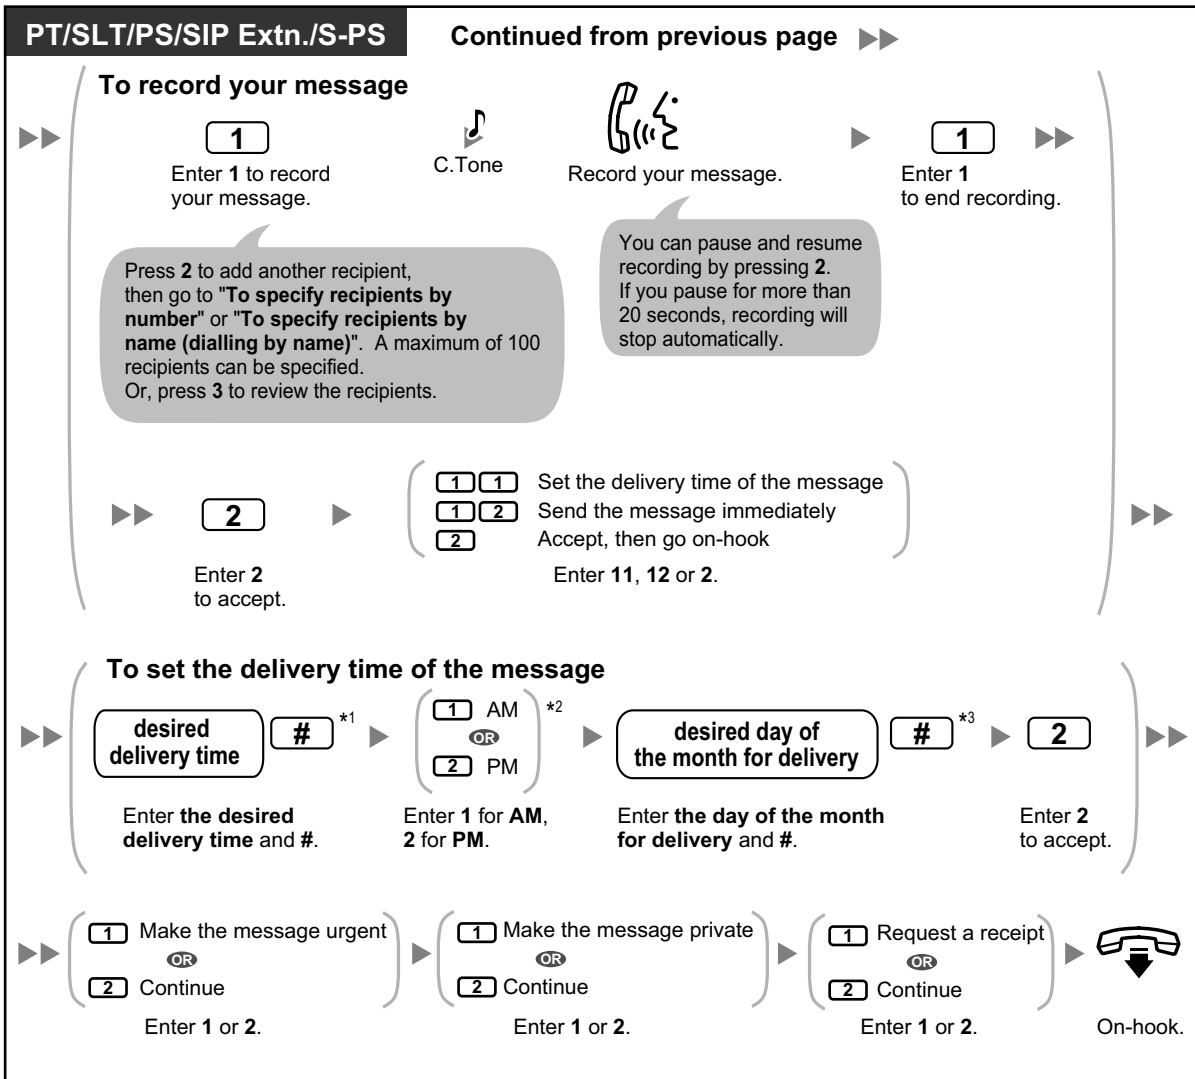 PT/SLT/PS/SIP Extn./S-PS Continued from previous page
To record your message
1
Enter 1 to record
your message.
C.Tone
Record your message.
1
Enter 1
to end recording.
Press 2 to add another recipient,
then go to "To specify recipients by
number" or "To specify recipients by
name (dialling by name)". A maximum of 100
recipients can be specified.
Or, press 3 to review the recipients.
You can pause and resume
recording by pressing 2.
If you pause for more than
20 seconds, recording will
stop automatically.
2
Enter 2
to accept.
1 1 Set the delivery time of the message
1 2 Send the message immediately
2 Accept, then go on-hook
Enter 11, 12 or 2.
To set the delivery time of the message
desired
delivery time
# *1
Enter the desired
delivery time and #.
1 AM *2
OR
2 PM
Enter 1 for AM,
2 for PM.
desired day of
the month for delivery
# *3
Enter the day of the month
for delivery and #.
2
Enter 2
to accept.
1 Make the message urgent
OR
2 Continue
Enter 1 or 2.
1 Make the message private
OR
2 Continue
Enter 1 or 2.
1 Request a receipt
OR
2 Continue
Enter 1 or 2.
On-hook.